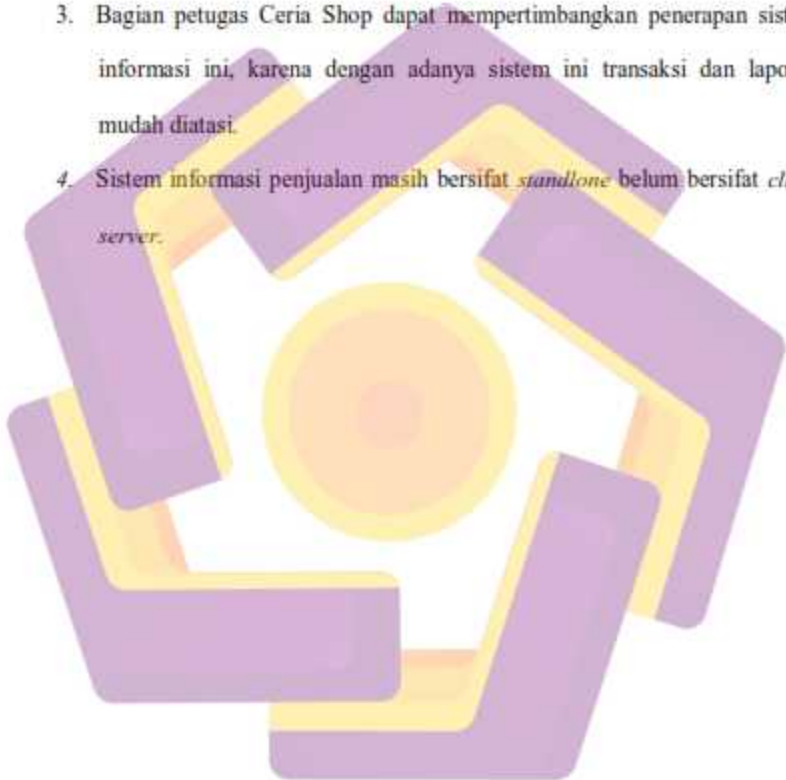 3. Bagian petugas Ceria Shop dapat mempertimbangkan penerapan sist
informasi ini, karena dengan adanya sistem ini transaksi dan lapo
mudah diatasi.
4. Sistem informasi penjualan masih bersifat standlone belum bersifat cl
server.